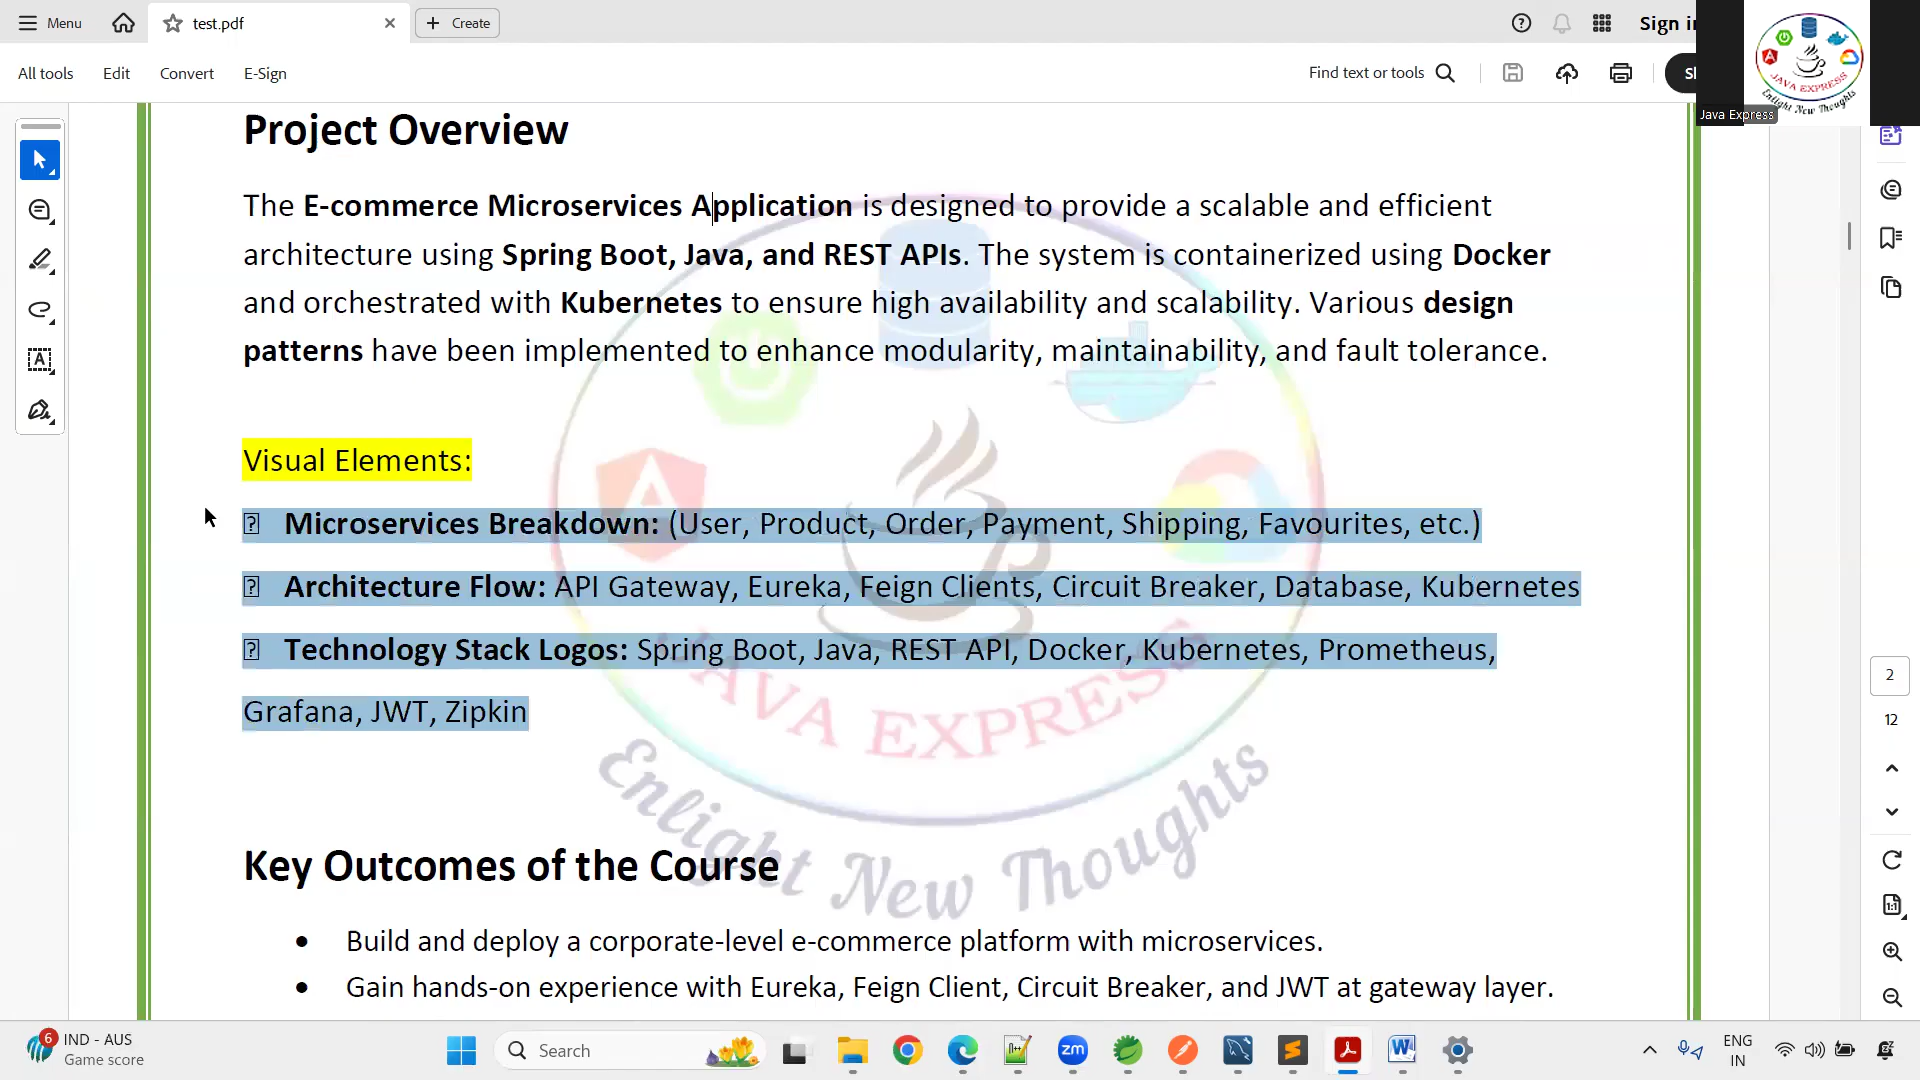 Menu
test.pdf
Create
Sign in
All tools
Edit
Convert
E-Sign
Find text or tools
JAVA EXPRESS
Enlight New Thoughts
Java Express
Project Overview
The E-commerce Microservices Application is designed to provide a scalable and efficient
architecture using Spring Boot, Java, and REST APIs. The system is containerized using Docker
and orchestrated with Kubernetes to ensure high availability and scalability. Various design
patterns have been implemented to enhance modularity, maintainability, and fault tolerance.
Visual Elements:
Microservices Breakdown: (User, Product, Order, Payment, Shipping, Favourites, etc.)
Architecture Flow: API Gateway, Eureka, Feign Clients, Circuit Breaker, Database, Kubernetes
Technology Stack Logos: Spring Boot, Java, REST API, Docker, Kubernetes, Prometheus,
Grafana, JWT, Zipkin
JAVA EXPRESS
Enlight New Thoughts
Key Outcomes of the Course
• Build and deploy a corporate-level e-commerce platform with microservices.
• Gain hands-on experience with Eureka, Feign Client, Circuit Breaker, and JWT at gateway layer.
2
12
6
IND - AUS
Game score
Search
zm
ENG
IN